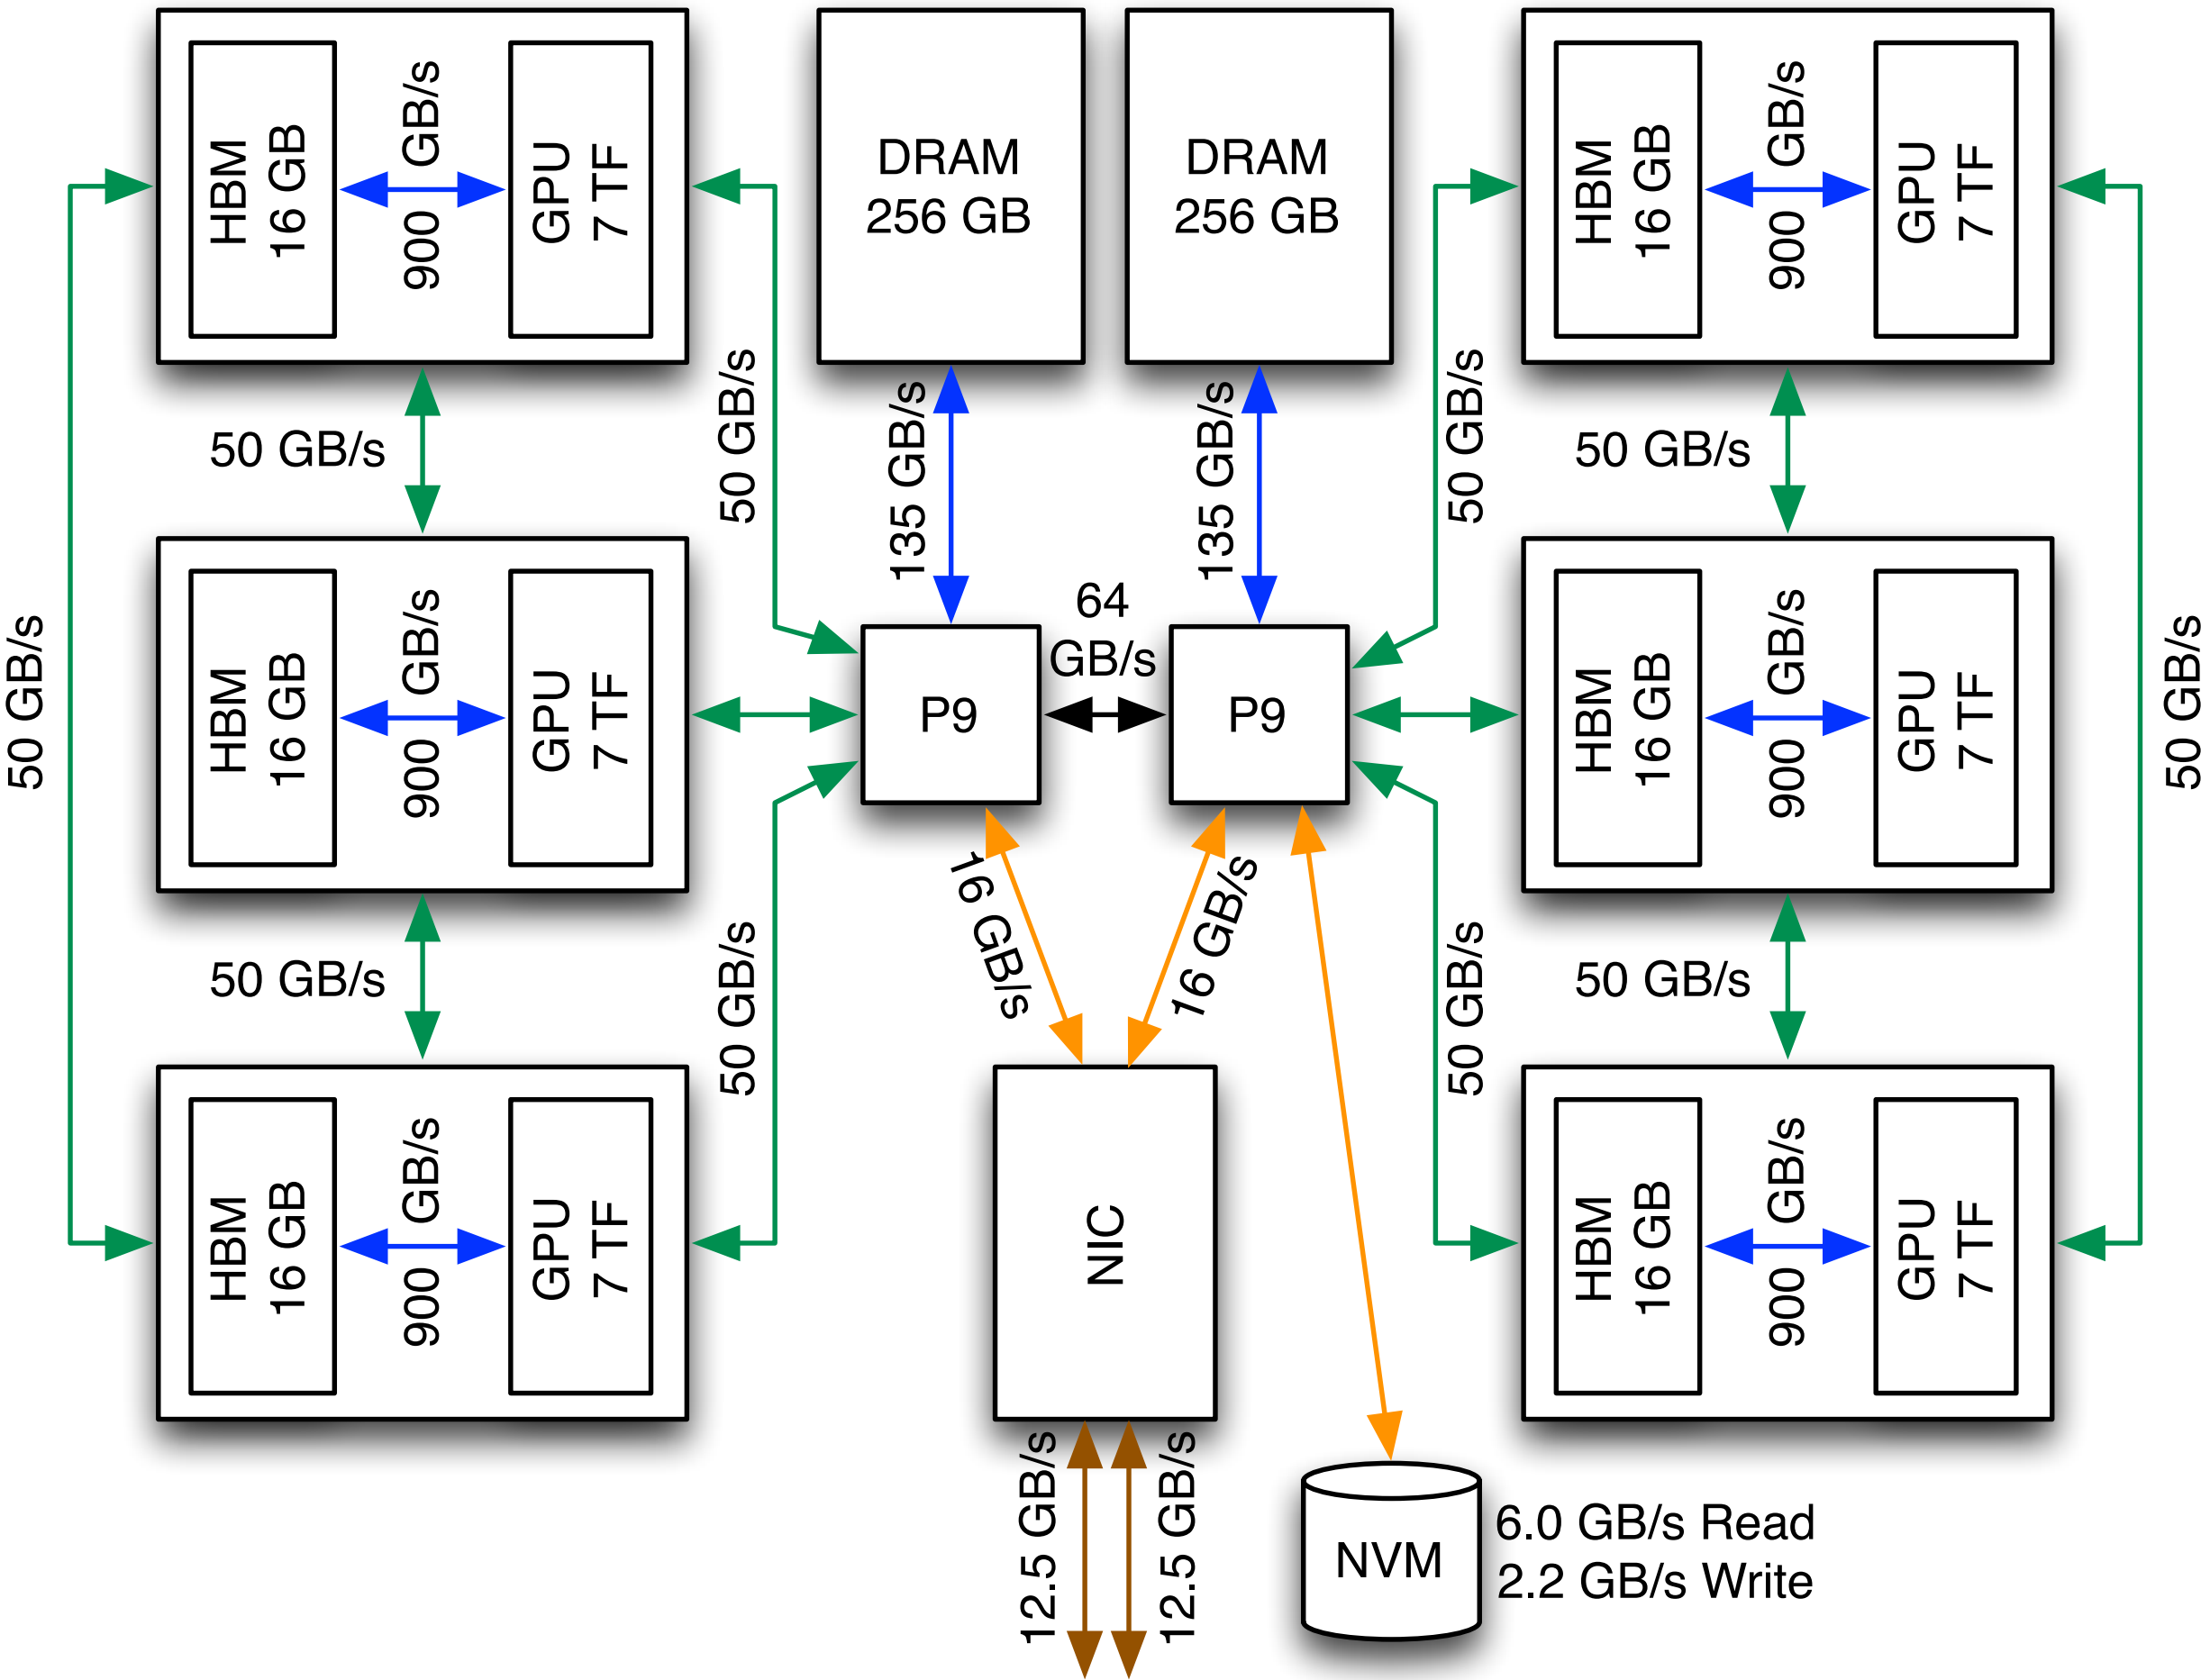 HBM
16 GB
900 GB/s
GPU
7 TF
DRAM
256 GB
DRAM
256 GB
HBM
16 GB
900 GB/s
GPU
7 TF
50 GB/s
50 GB/s
135 GB/s
135 GB/s
50 GB/s
50 GB/s
50 GB/s
HBM
16 GB
900 GB/s
GPU
7 TF
P9
64
GB/s
P9
HBM
16 GB
900 GB/s
GPU
7 TF
50 GB/s
50 GB/s
50 GB/s
16 GB/s
16 GB/s
50 GB/s
50 GB/s
HBM
16 GB
900 GB/s
GPU
7 TF
NIC
HBM
16 GB
900 GB/s
GPU
7 TF
12.5 GB/s
12.5 GB/s
NVM
6.0 GB/s Read
2.2 GB/s Write